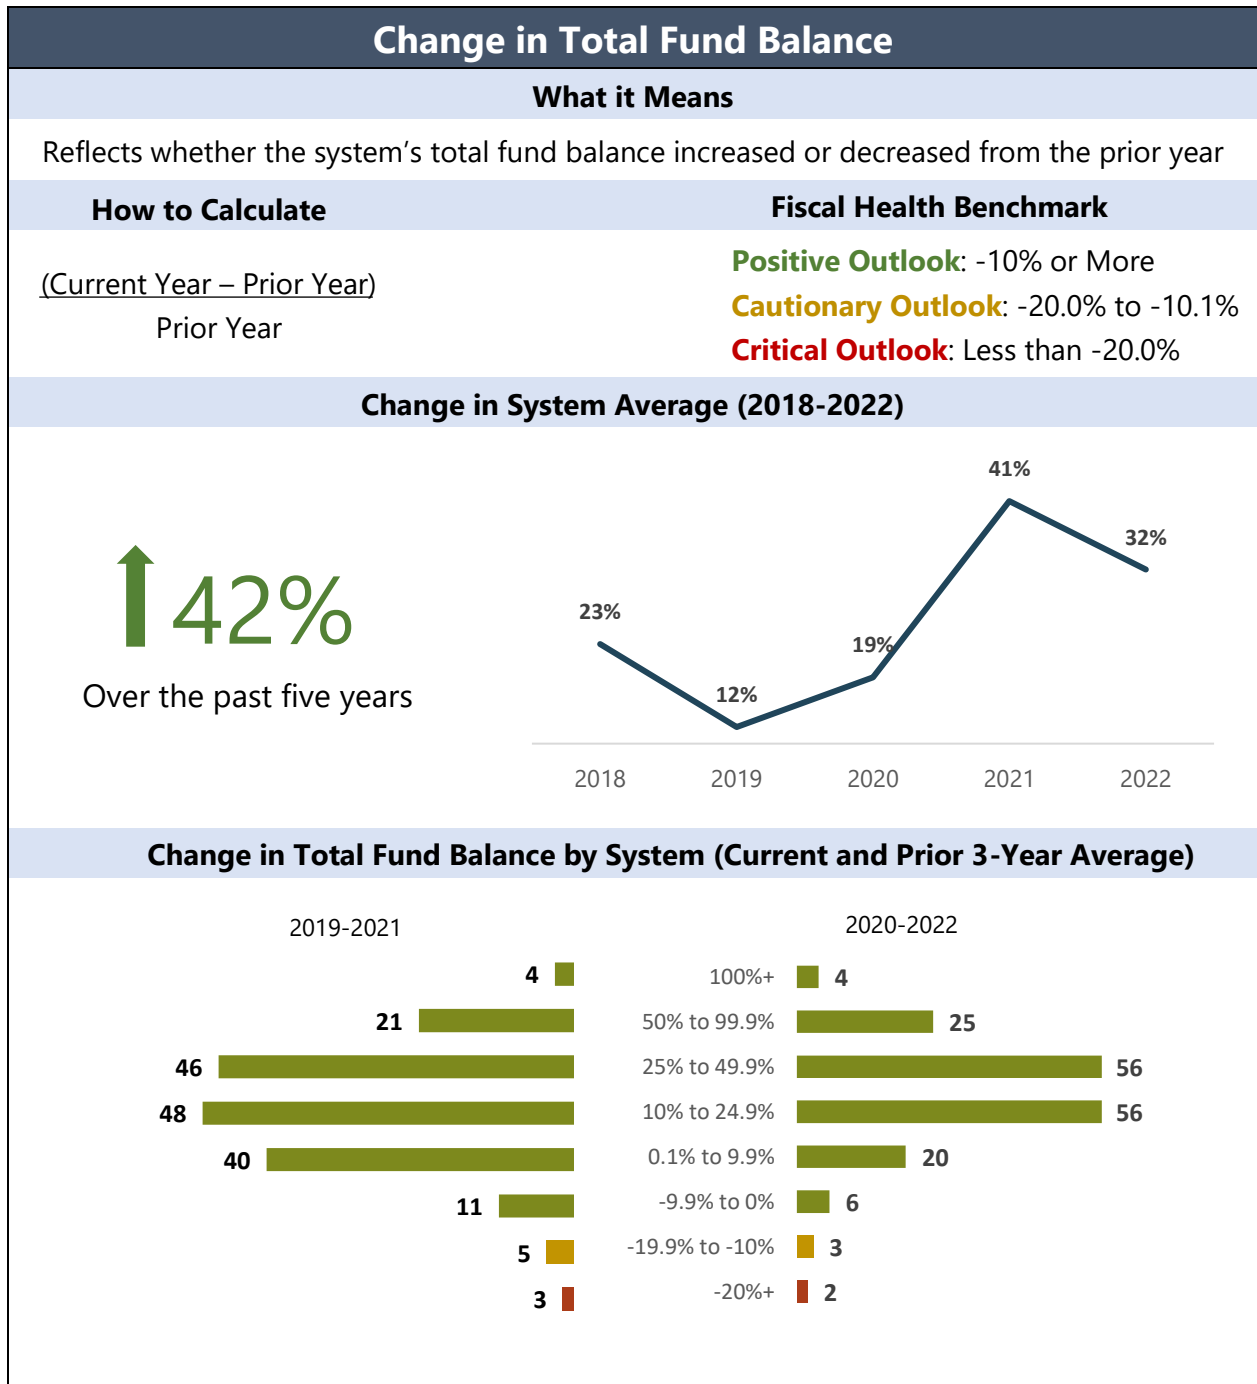 Change in Total Fund Balance
What it Means
Reflects whether the system's total fund balance increased or decreased from the prior year
How to Calculate
(Current Year – Prior Year)
Prior Year
Fiscal Health Benchmark
Positive Outlook: -10% or More
Cautionary Outlook: -20.0% to -10.1%
Critical Outlook: Less than -20.0%
Change in System Average (2018-2022)
42%
Over the past five years
23%
12%
19%
41%
32%
2018 2019 2020 2021 2022
Change in Total Fund Balance by System (Current and Prior 3-Year Average)
2019-2021 2020-2022
4 100%+ 4
21 50% to 99.9% 25
46 25% to 49.9% 56
48 10% to 24.9% 56
40 0.1% to 9.9% 20
11 -9.9% to 0% 6
5 -19.9% to -10% 3
3 -20%+ 2